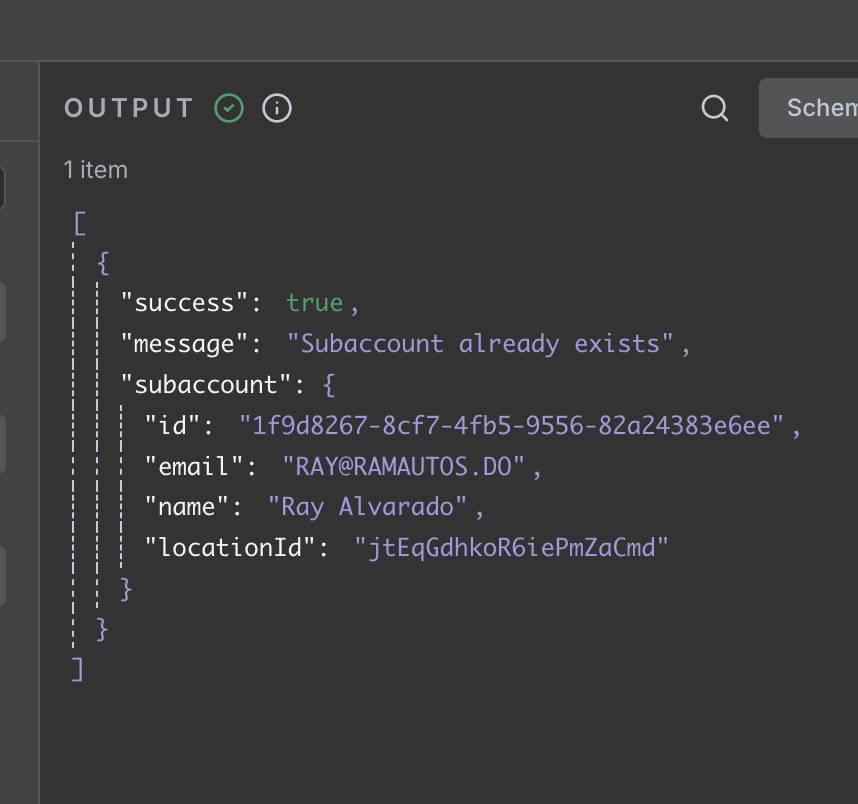 OUTPUT
Schem
1 item
[
{
"success": true,
"message": "Subaccount already exists",
"subaccount": {
"id": "1f9d8267-8cf7-4fb5-9556-82a24383e6ee",
"email": "RAY@RAMAUTOS.DO",
"name": "Ray Alvarado",
"locationId": "jtEqGdhkoR6iePmZaCmd"
}
}
]